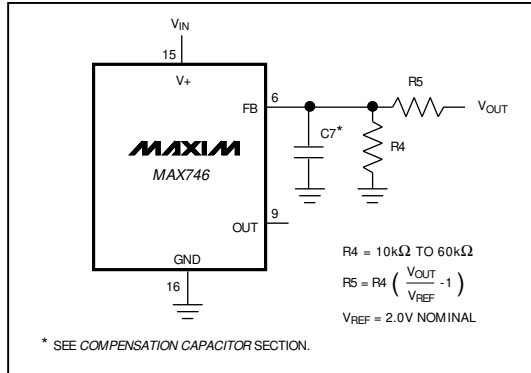 VIN
15
V+
FB
6
R5
VOUT
C7*
R4
MAXIM
MAX746
OUT
9
GND
16
R4 = 10kΩ TO 60kΩ
R5 = R4 ( VOUT / VREF -1 )
VREF = 2.0V NOMINAL
* SEE COMPENSATION CAPACITOR SECTION.